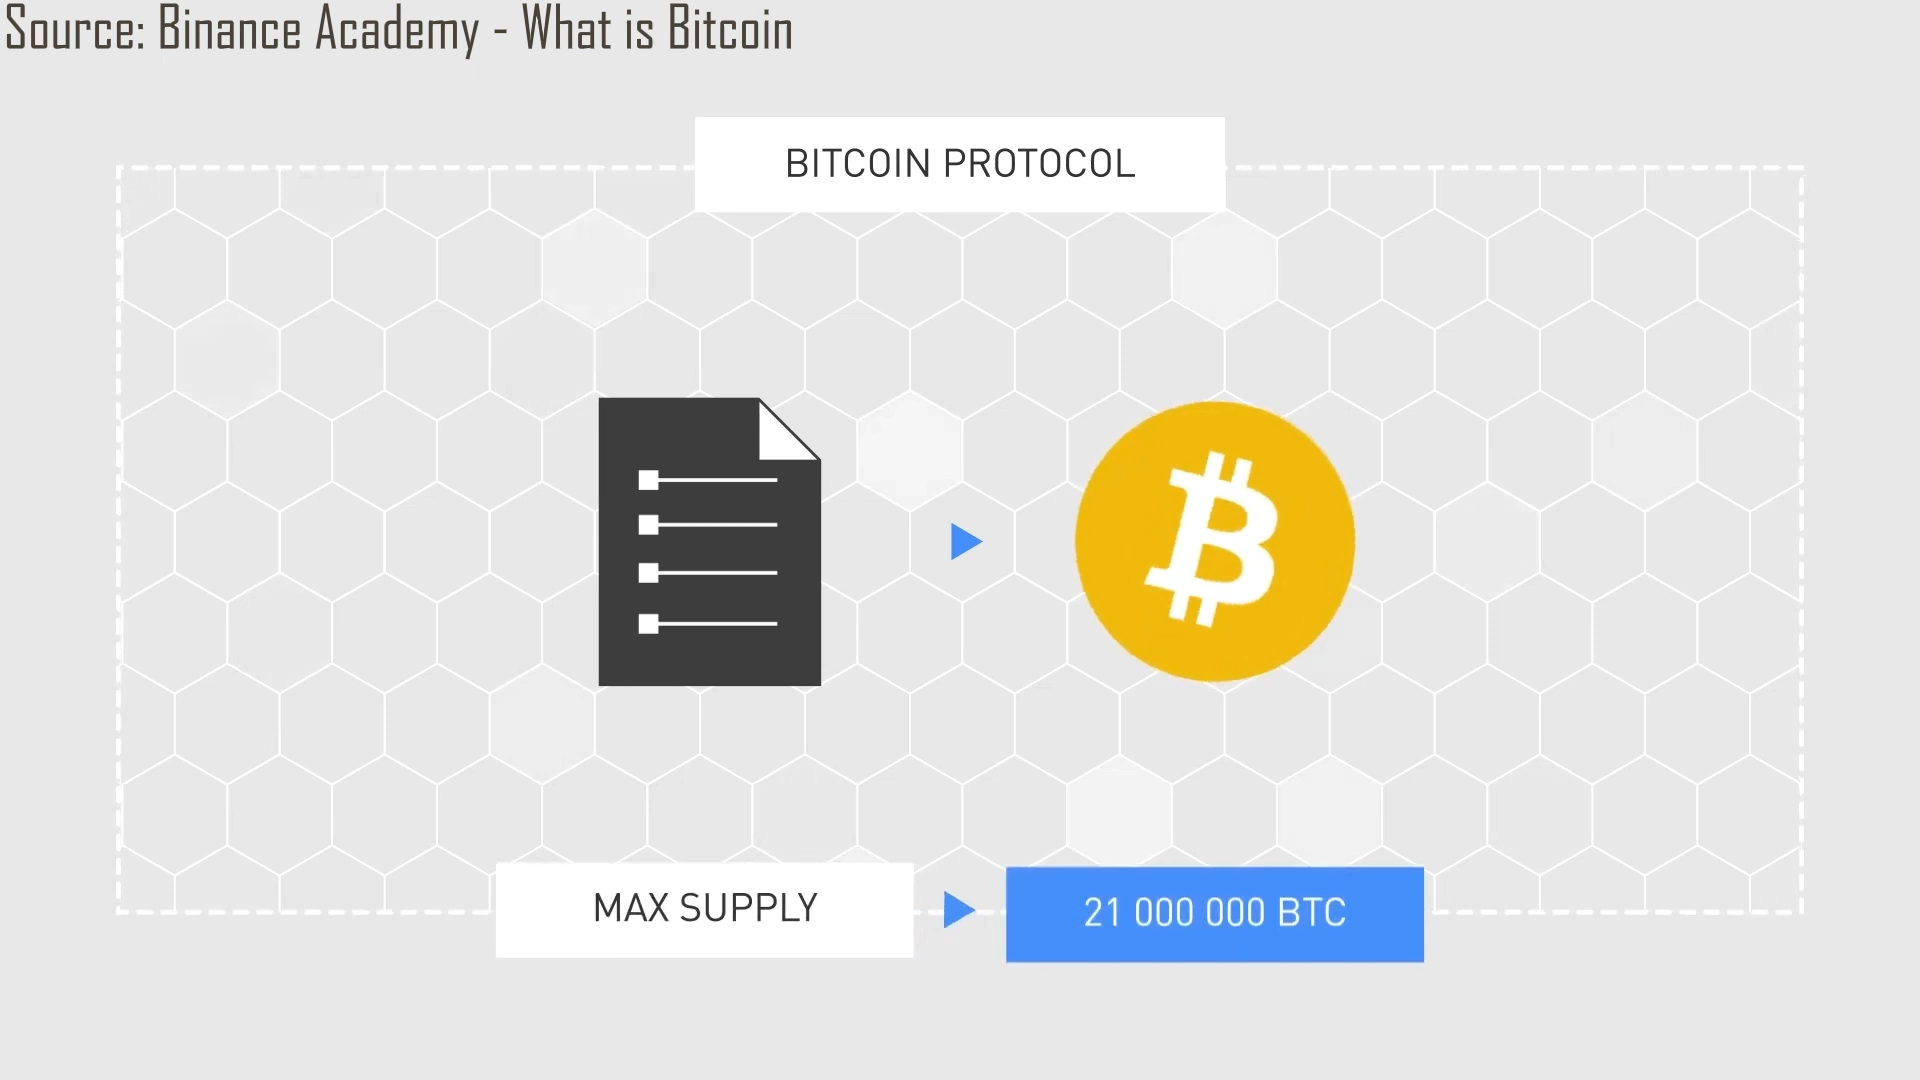 Source: Binance Academy - What is Bitcoin
BITCOIN PROTOCOL
MAX SUPPLY
21 000 000 BTC